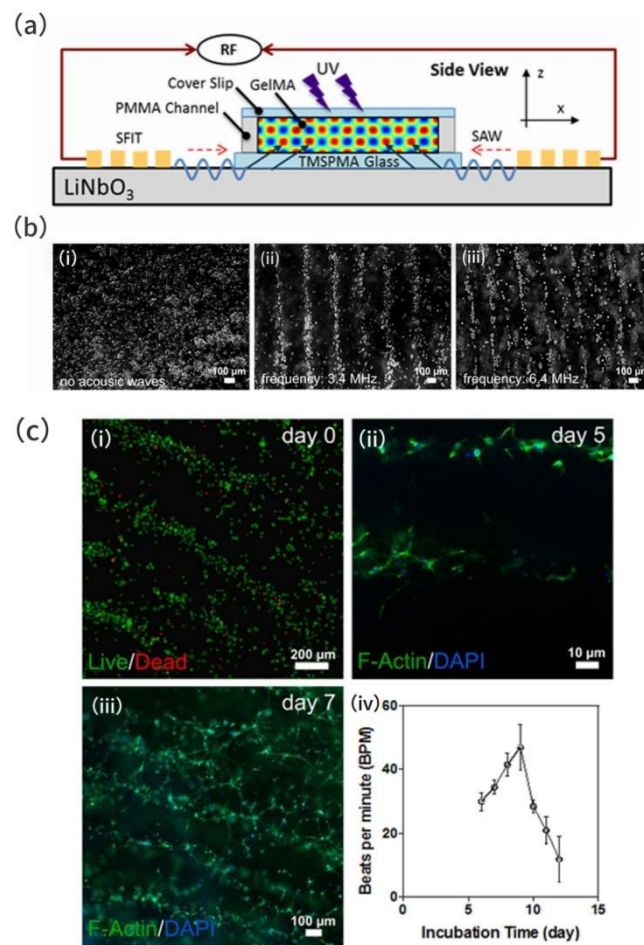 (a)
RF
UV
Side View
z
x
Cover Slip
GelMA
PMMA Channel
SFIT
SAW
TMSPMA Glass
LiNbO3
(b)
(i)
no acousic waves
100 µm
(ii)
frequency: 3.4 MHz
100 µm
(iii)
frequency: 6.4 MHz
100 µm
(c)
(i)
day 0
Live/Dead
200 µm
(ii)
day 5
F-Actin/DAPI
10 µm
(iii)
day 7
F-Actin/DAPI
100 µm
(iv)
Beats per minute (BPM)
60
40
20
0
0 5 10 15
Incubation Time (day)